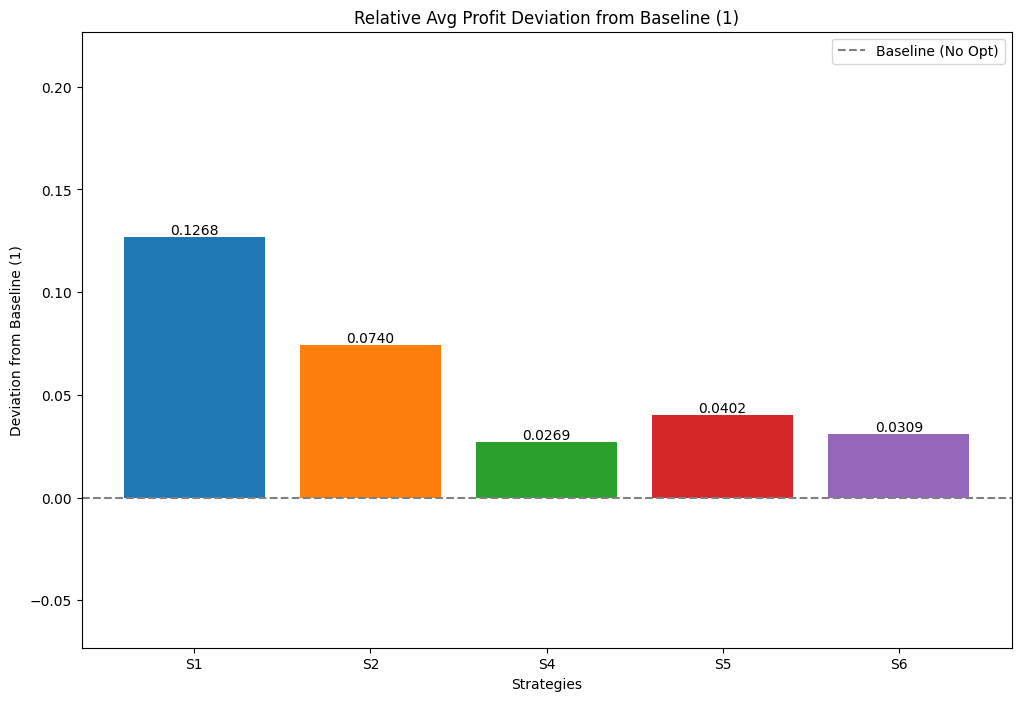 Relative Avg Profit Deviation from Baseline (1)
Baseline (No Opt)
Deviation from Baseline (1)
0.20
0.15
0.10
0.05
0.00
−0.05
0.1268
0.0740
0.0269
0.0402
0.0309
S1 S2 S4 S5 S6
Strategies